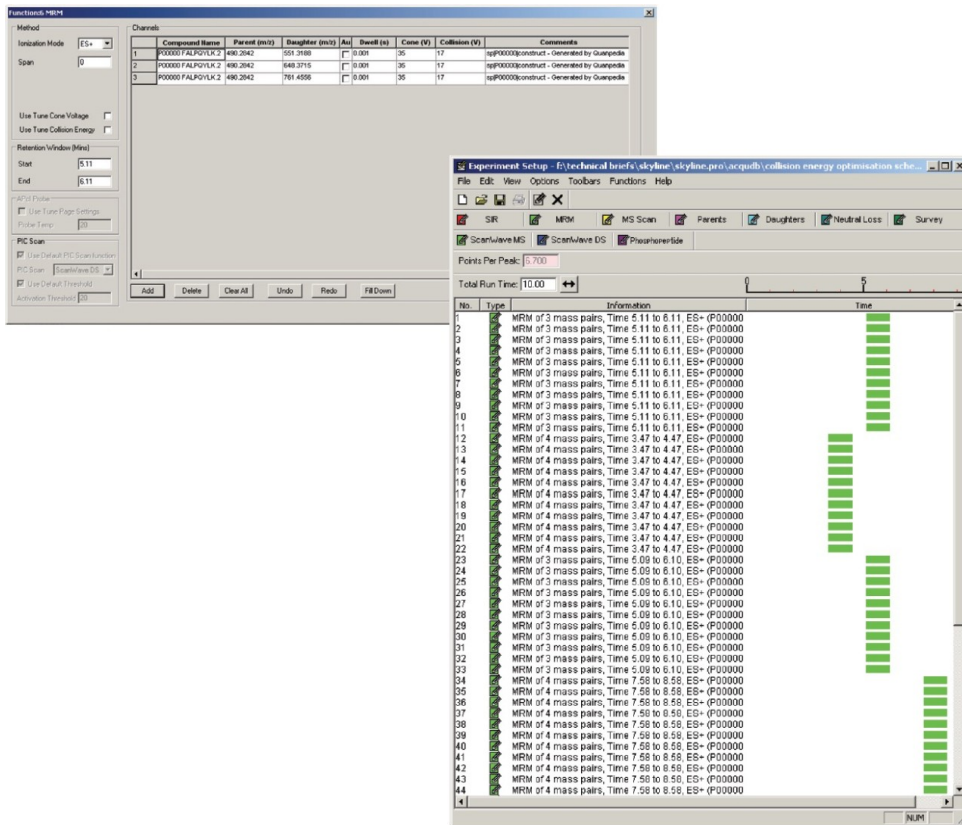 Function:6 MRM
Method
Ionization Mode ES+
Span 0
Use Tune Cone Voltage
Use Tune Collision Energy
Retention Window (Mins)
Start 5.11
End 6.11
APcI Probe
Use Tune Page Settings
Probe Temp 20
PIC Scan
Use Default PIC Scan function
PIC Scan ScanWave DS
Use Default Threshold
Activation Threshold 20
Channels
Compound Name Parent (m/z) Daughter (m/z) Au Dwell (s) Cone (V) Collision (V) Comments
1 P00000 FALPQYLK.2 490.2842 551.3188 0.001 35 17 sp|P00000|construct - Generated by Quanpedia
2 P00000 FALPQYLK.2 490.2842 648.3715 0.001 35 17 sp|P00000|construct - Generated by Quanpedia
3 P00000 FALPQYLK.2 490.2842 761.4556 0.001 35 17 sp|P00000|construct - Generated by Quanpedia
Add Delete Clear All Undo Redo Fill Down
Experiment Setup - f:\technical briefs\skyline\skyline.pro\acqudb\collision energy optimisation sche...
File Edit View Options Toolbars Functions Help
SIR MRM MS Scan Parents Daughters Neutral Loss Survey
ScanWave MS ScanWave DS Phosphopeptide
Points Per Peak: 6.708
Total Run Time: 10.00 0 5
No. Type Information Time
1 MRM of 3 mass pairs, Time 5.11 to 6.11, ES+ (P00000
2 MRM of 3 mass pairs, Time 5.11 to 6.11, ES+ (P00000
3 MRM of 3 mass pairs, Time 5.11 to 6.11, ES+ (P00000
4 MRM of 3 mass pairs, Time 5.11 to 6.11, ES+ (P00000
5 MRM of 3 mass pairs, Time 5.11 to 6.11, ES+ (P00000
6 MRM of 3 mass pairs, Time 5.11 to 6.11, ES+ (P00000
7 MRM of 3 mass pairs, Time 5.11 to 6.11, ES+ (P00000
8 MRM of 3 mass pairs, Time 5.11 to 6.11, ES+ (P00000
9 MRM of 3 mass pairs, Time 5.11 to 6.11, ES+ (P00000
10 MRM of 3 mass pairs, Time 5.11 to 6.11, ES+ (P00000
11 MRM of 3 mass pairs, Time 5.11 to 6.11, ES+ (P00000
12 MRM of 4 mass pairs, Time 3.47 to 4.47, ES+ (P00000
13 MRM of 4 mass pairs, Time 3.47 to 4.47, ES+ (P00000
14 MRM of 4 mass pairs, Time 3.47 to 4.47, ES+ (P00000
15 MRM of 4 mass pairs, Time 3.47 to 4.47, ES+ (P00000
16 MRM of 4 mass pairs, Time 3.47 to 4.47, ES+ (P00000
17 MRM of 4 mass pairs, Time 3.47 to 4.47, ES+ (P00000
18 MRM of 4 mass pairs, Time 3.47 to 4.47, ES+ (P00000
19 MRM of 4 mass pairs, Time 3.47 to 4.47, ES+ (P00000
20 MRM of 4 mass pairs, Time 3.47 to 4.47, ES+ (P00000
21 MRM of 4 mass pairs, Time 3.47 to 4.47, ES+ (P00000
22 MRM of 4 mass pairs, Time 3.47 to 4.47, ES+ (P00000
23 MRM of 3 mass pairs, Time 5.09 to 6.10, ES+ (P00000
24 MRM of 3 mass pairs, Time 5.09 to 6.10, ES+ (P00000
25 MRM of 3 mass pairs, Time 5.09 to 6.10, ES+ (P00000
26 MRM of 3 mass pairs, Time 5.09 to 6.10, ES+ (P00000
27 MRM of 3 mass pairs, Time 5.09 to 6.10, ES+ (P00000
28 MRM of 3 mass pairs, Time 5.09 to 6.10, ES+ (P00000
29 MRM of 3 mass pairs, Time 5.09 to 6.10, ES+ (P00000
30 MRM of 3 mass pairs, Time 5.09 to 6.10, ES+ (P00000
31 MRM of 3 mass pairs, Time 5.09 to 6.10, ES+ (P00000
32 MRM of 3 mass pairs, Time 5.09 to 6.10, ES+ (P00000
33 MRM of 3 mass pairs, Time 5.09 to 6.10, ES+ (P00000
34 MRM of 4 mass pairs, Time 7.58 to 8.58, ES+ (P00000
35 MRM of 4 mass pairs, Time 7.58 to 8.58, ES+ (P00000
36 MRM of 4 mass pairs, Time 7.58 to 8.58, ES+ (P00000
37 MRM of 4 mass pairs, Time 7.58 to 8.58, ES+ (P00000
38 MRM of 4 mass pairs, Time 7.58 to 8.58, ES+ (P00000
39 MRM of 4 mass pairs, Time 7.58 to 8.58, ES+ (P00000
40 MRM of 4 mass pairs, Time 7.58 to 8.58, ES+ (P00000
41 MRM of 4 mass pairs, Time 7.58 to 8.58, ES+ (P00000
42 MRM of 4 mass pairs, Time 7.58 to 8.58, ES+ (P00000
43 MRM of 4 mass pairs, Time 7.58 to 8.58, ES+ (P00000
44 MRM of 4 mass pairs, Time 7.58 to 8.58, ES+ (P00000
NUM